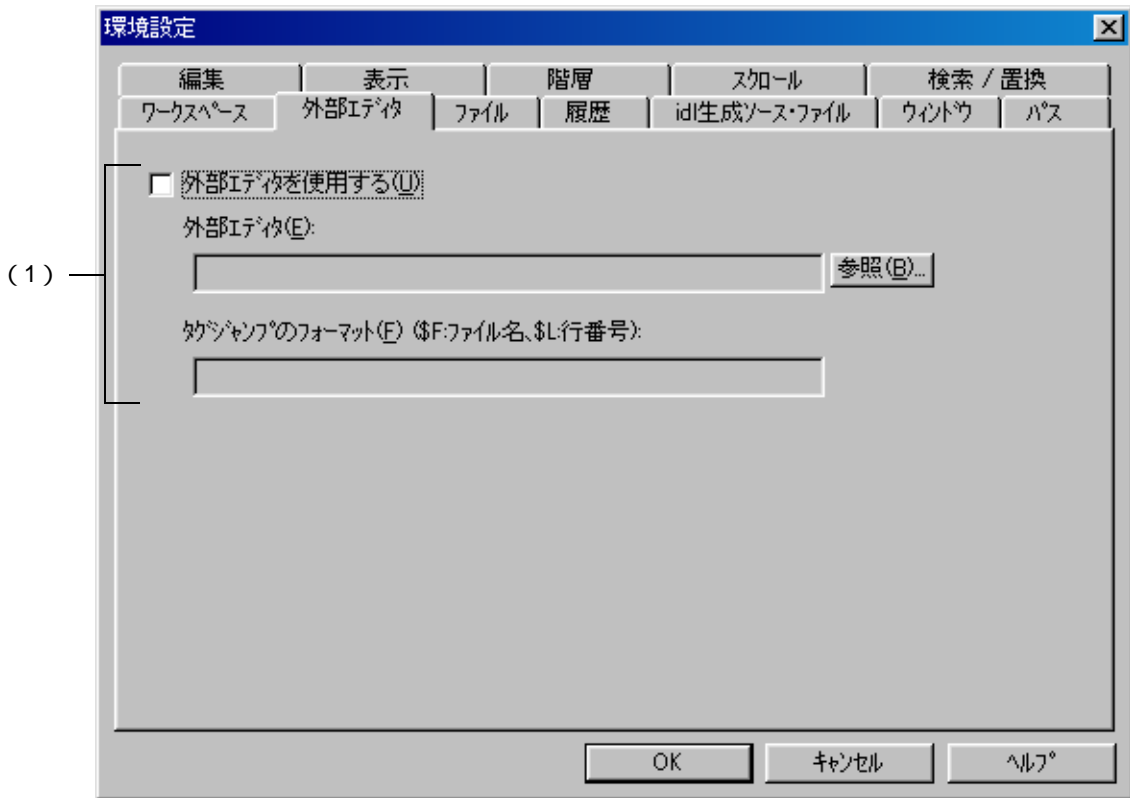 環境設定
編集 表示 階層 スクロール 検索 / 置換
ワークスペース 外部エディタ ファイル 履歴 idl生成ソース・ファイル ウィンドウ パス
外部エディタを使用する(U)
外部エディタ(E):
(1)
参照(B)...
タグジャンプのフォーマット(F) ($F:ファイル名、$L:行番号):
OK キャンセル ヘルプ